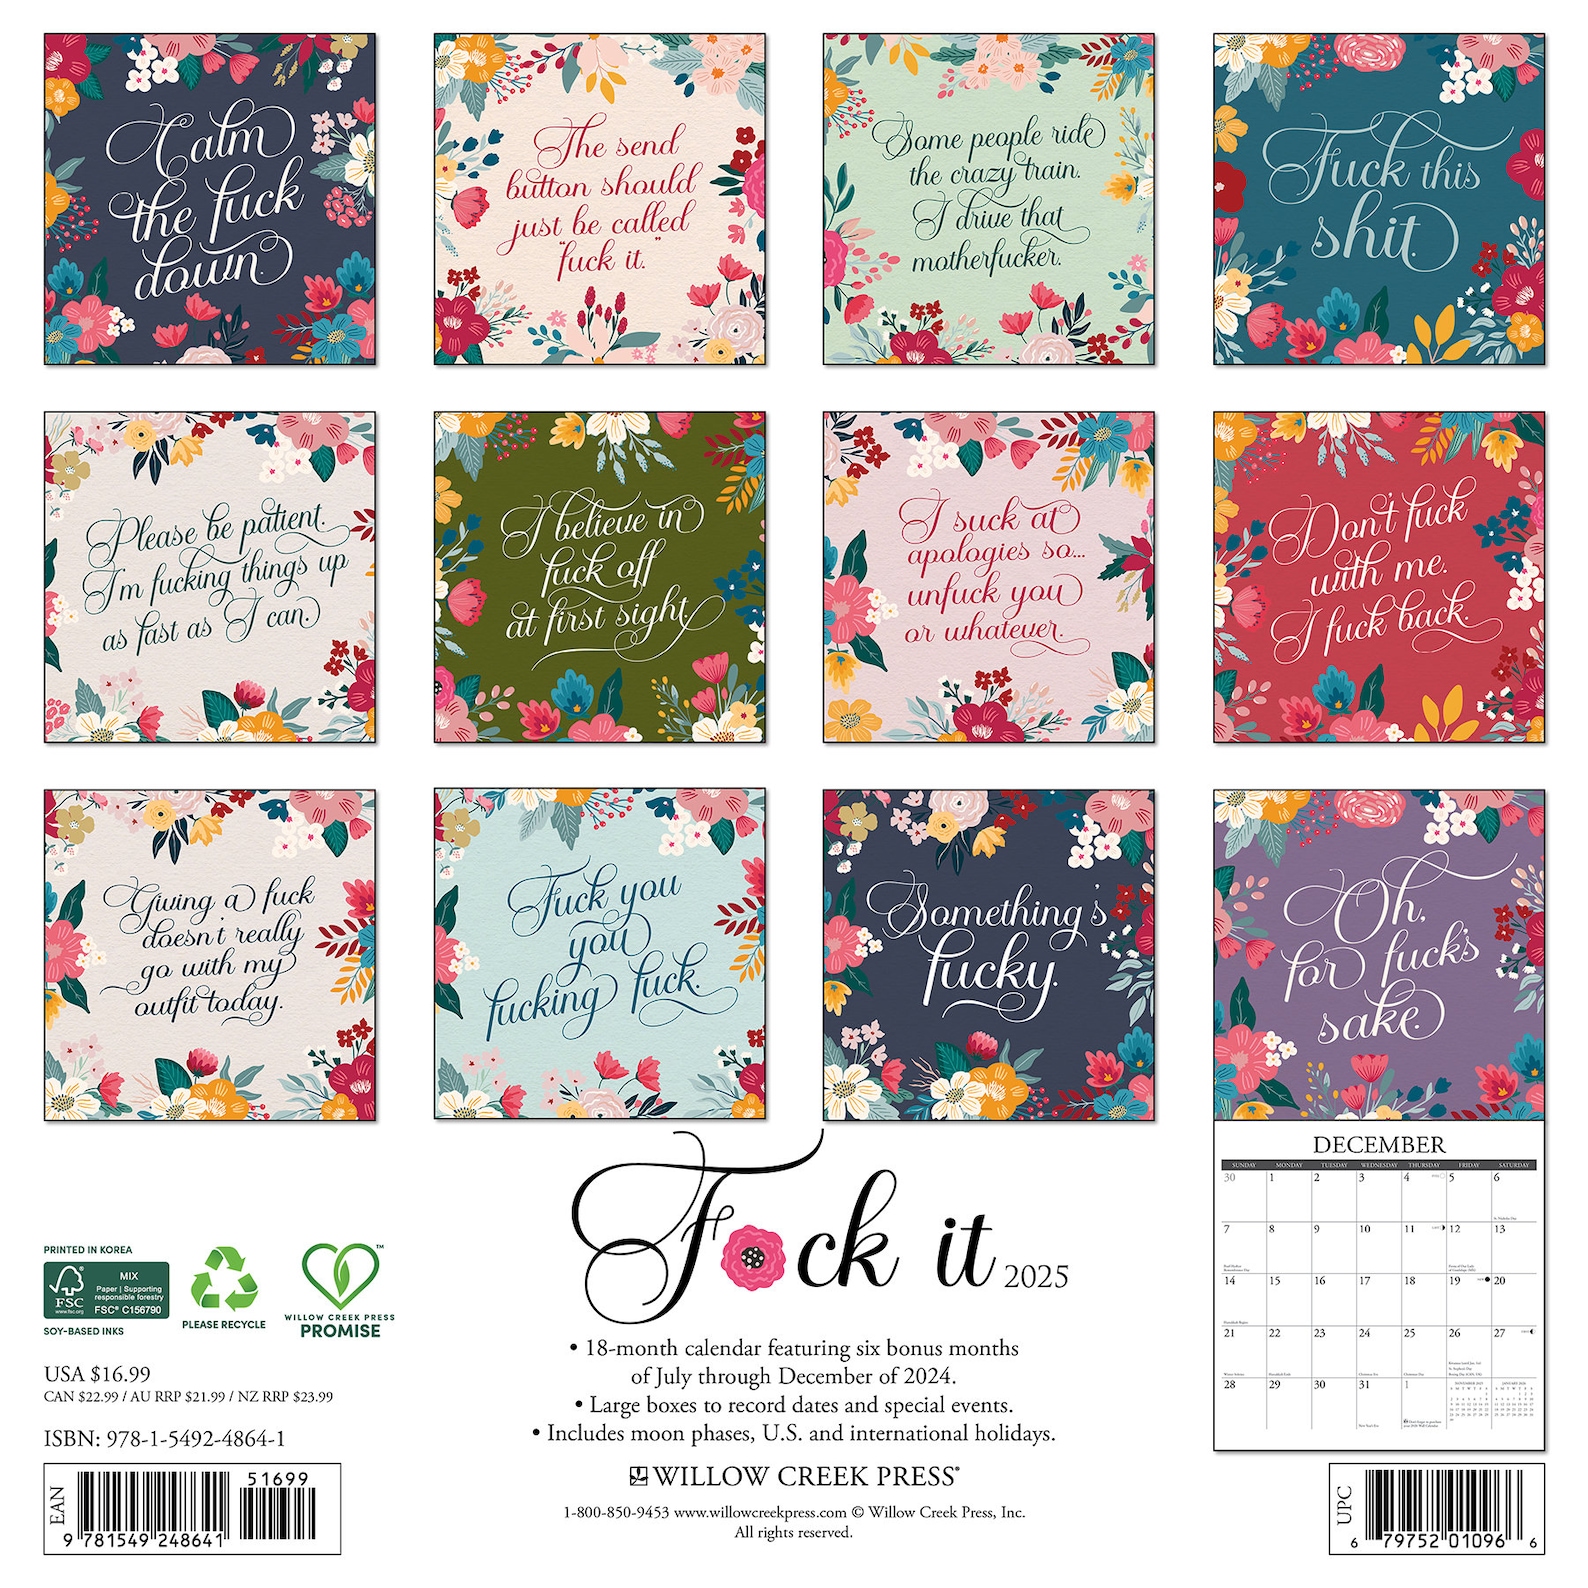 Calm
the fuck
down.
The send
button should
just be called
"fuck it."
Some people ride
the crazy train.
I drive that
motherfucker.
Fuck this
shit.
Please be patient.
I'm fucking things up
as fast as I can.
I believe in
fuck off
at first sight.
I suck at
apologies so...
unfuck you
or whatever.
Don't fuck
with me.
I fuck back.
Giving a fuck
doesn't really
go with my
outfit today.
Fuck you
you
fucking fuck.
Something's
fucky.
Oh,
for fuck's
sake.
DECEMBER
SUNDAY MONDAY TUESDAY WEDNESDAY THURSDAY FRIDAY SATURDAY
30 1 2 3 4 5 6
7 8 9 10 11 12 13
14 15 16 17 18 19 20
21 22 23 24 25 26 27
28 29 30 31 1
F ck it 2025
• 18-month calendar featuring six bonus months
of July through December of 2024.
• Large boxes to record dates and special events.
• Includes moon phases, U.S. and international holidays.
WILLOW CREEK PRESS®
1-800-850-9453 www.willowcreekpress.com © Willow Creek Press, Inc.
All rights reserved.
PRINTED IN KOREA
FSC
www.fsc.org
MIX
Paper | Supporting
responsible forestry
FSC® C156790
SOY-BASED INKS
PLEASE RECYCLE
™
WILLOW CREEK PRESS
PROMISE
USA $16.99
CAN $22.99 / AU RRP $21.99 / NZ RRP $23.99
ISBN: 978-1-5492-4864-1
EAN
51699
9 781549 248641
UPC
6 79752 01096 6